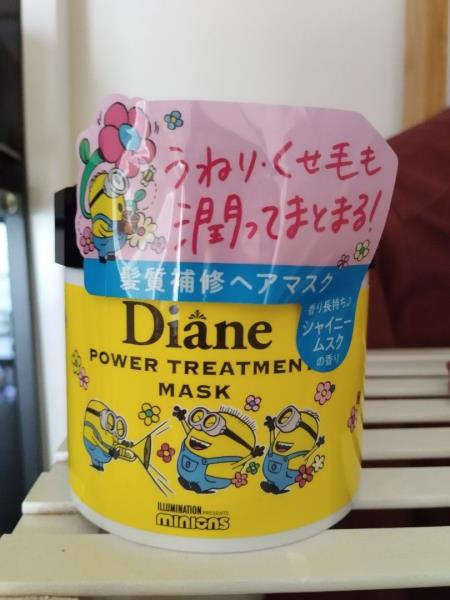 うねり・くせ毛も
潤ってまとまる!
髪質補修ヘアマスク
香り長持ち♪
シャイニー
ムスク
の香り
Diane
POWER TREATMENT
MASK
ILLUMINATION PRESENTS
minions